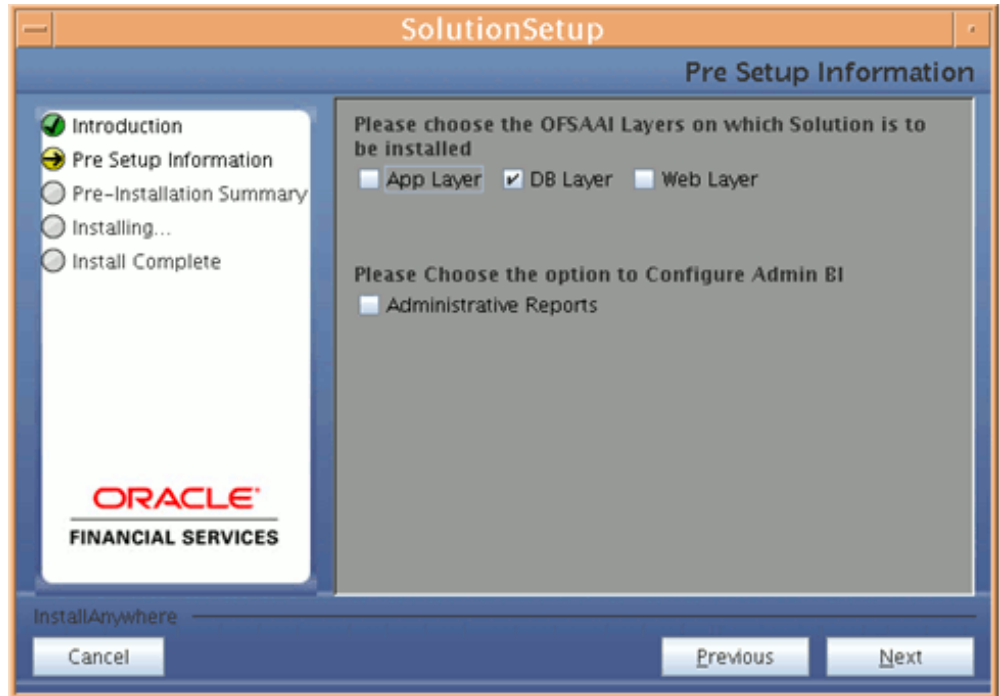 SolutionSetup
Pre Setup Information
Introduction
Pre Setup Information
Pre-Installation Summary
Installing...
Install Complete
ORACLE
FINANCIAL SERVICES
Please choose the OFSAAI Layers on which Solution is to
be installed
App Layer DB Layer Web Layer
Please Choose the option to Configure Admin BI
Administrative Reports
InstallAnywhere
Cancel Previous Next